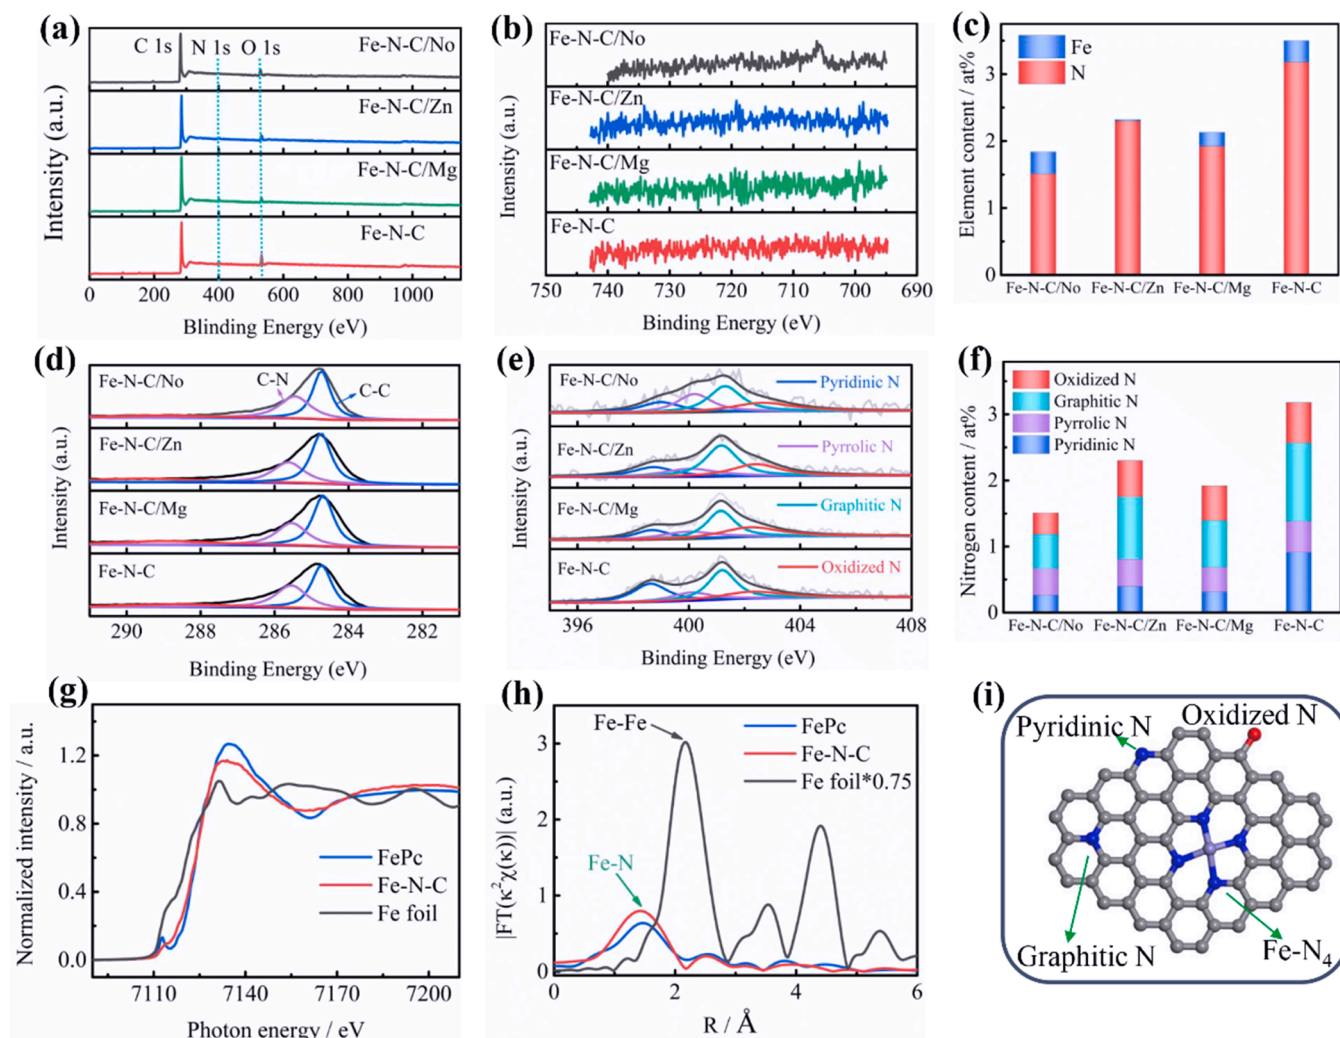 (a)
C 1s N 1s O 1s Fe-N-C/No
Fe-N-C/Zn
Fe-N-C/Mg
Fe-N-C
Intensity (a.u.)
0 200 400 600 800 1000
Blinding Energy (eV)
(b)
Fe-N-C/No
Fe-N-C/Zn
Fe-N-C/Mg
Fe-N-C
Intensity (a.u.)
750 740 730 720 710 700 690
Binding Energy (eV)
(c)
Fe
N
Element content / at%
3
2
1
0
Fe-N-C/No Fe-N-C/Zn Fe-N-C/Mg Fe-N-C
(d)
Fe-N-C/No
C-N
C-C
Fe-N-C/Zn
Fe-N-C/Mg
Fe-N-C
Intensity (a.u.)
290 288 286 284 282
Binding Energy (eV)
(e)
Fe-N-C/No Pyridinic N
Fe-N-C/Zn Pyrrolic N
Fe-N-C/Mg Graphitic N
Fe-N-C Oxidized N
Intensity (a.u.)
396 400 404 408
Binding Energy (eV)
(f)
Oxidized N
Graphitic N
Pyrrolic N
Pyridinic N
Nitrogen content / at%
3
2
1
0
Fe-N-C/No Fe-N-C/Zn Fe-N-C/Mg Fe-N-C
(g)
Normalized intensity / a.u.
1.2
0.8
0.4
0.0
FePc
Fe-N-C
Fe foil
7110 7140 7170 7200
Photon energy / eV
(h)
Fe-Fe
FePc
Fe-N-C
Fe foil*0.75
Fe-N
|FT(κ²χ(κ))| (a.u.)
3
2
1
0
0 2 4 6
R / Å
(i)
Pyridinic N Oxidized N
Graphitic N Fe-N₄